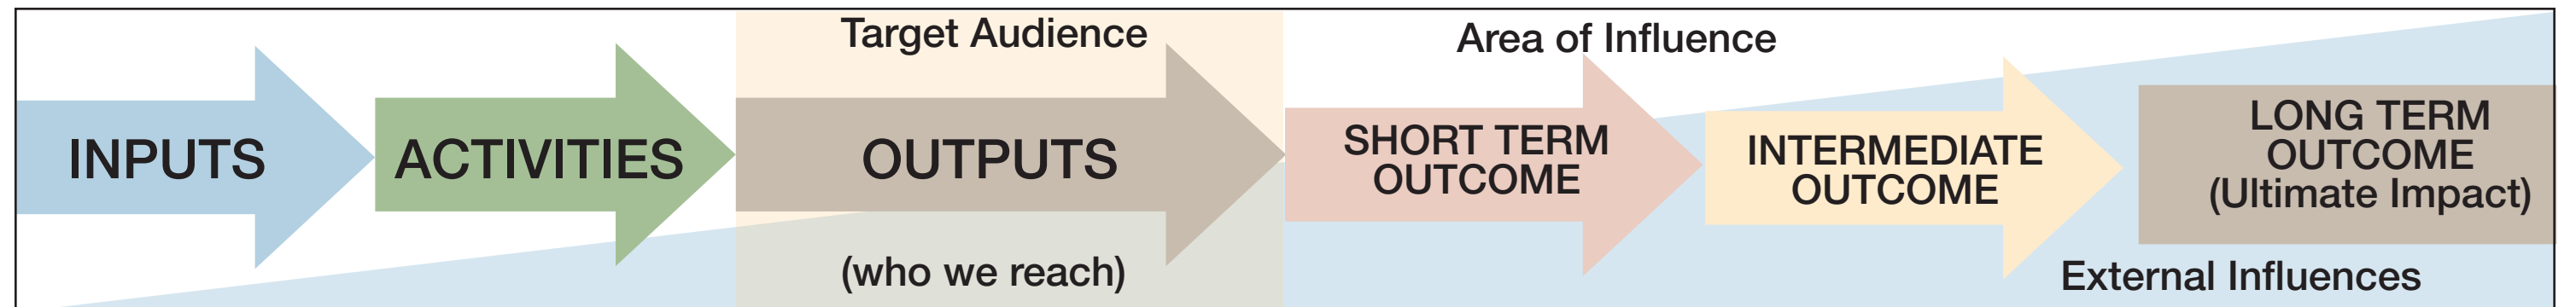 Target Audience
Area of Influence
INPUTS
ACTIVITIES
OUTPUTS
SHORT TERM
OUTCOME
INTERMEDIATE
OUTCOME
LONG TERM
OUTCOME
(Ultimate Impact)
(who we reach)
External Influences